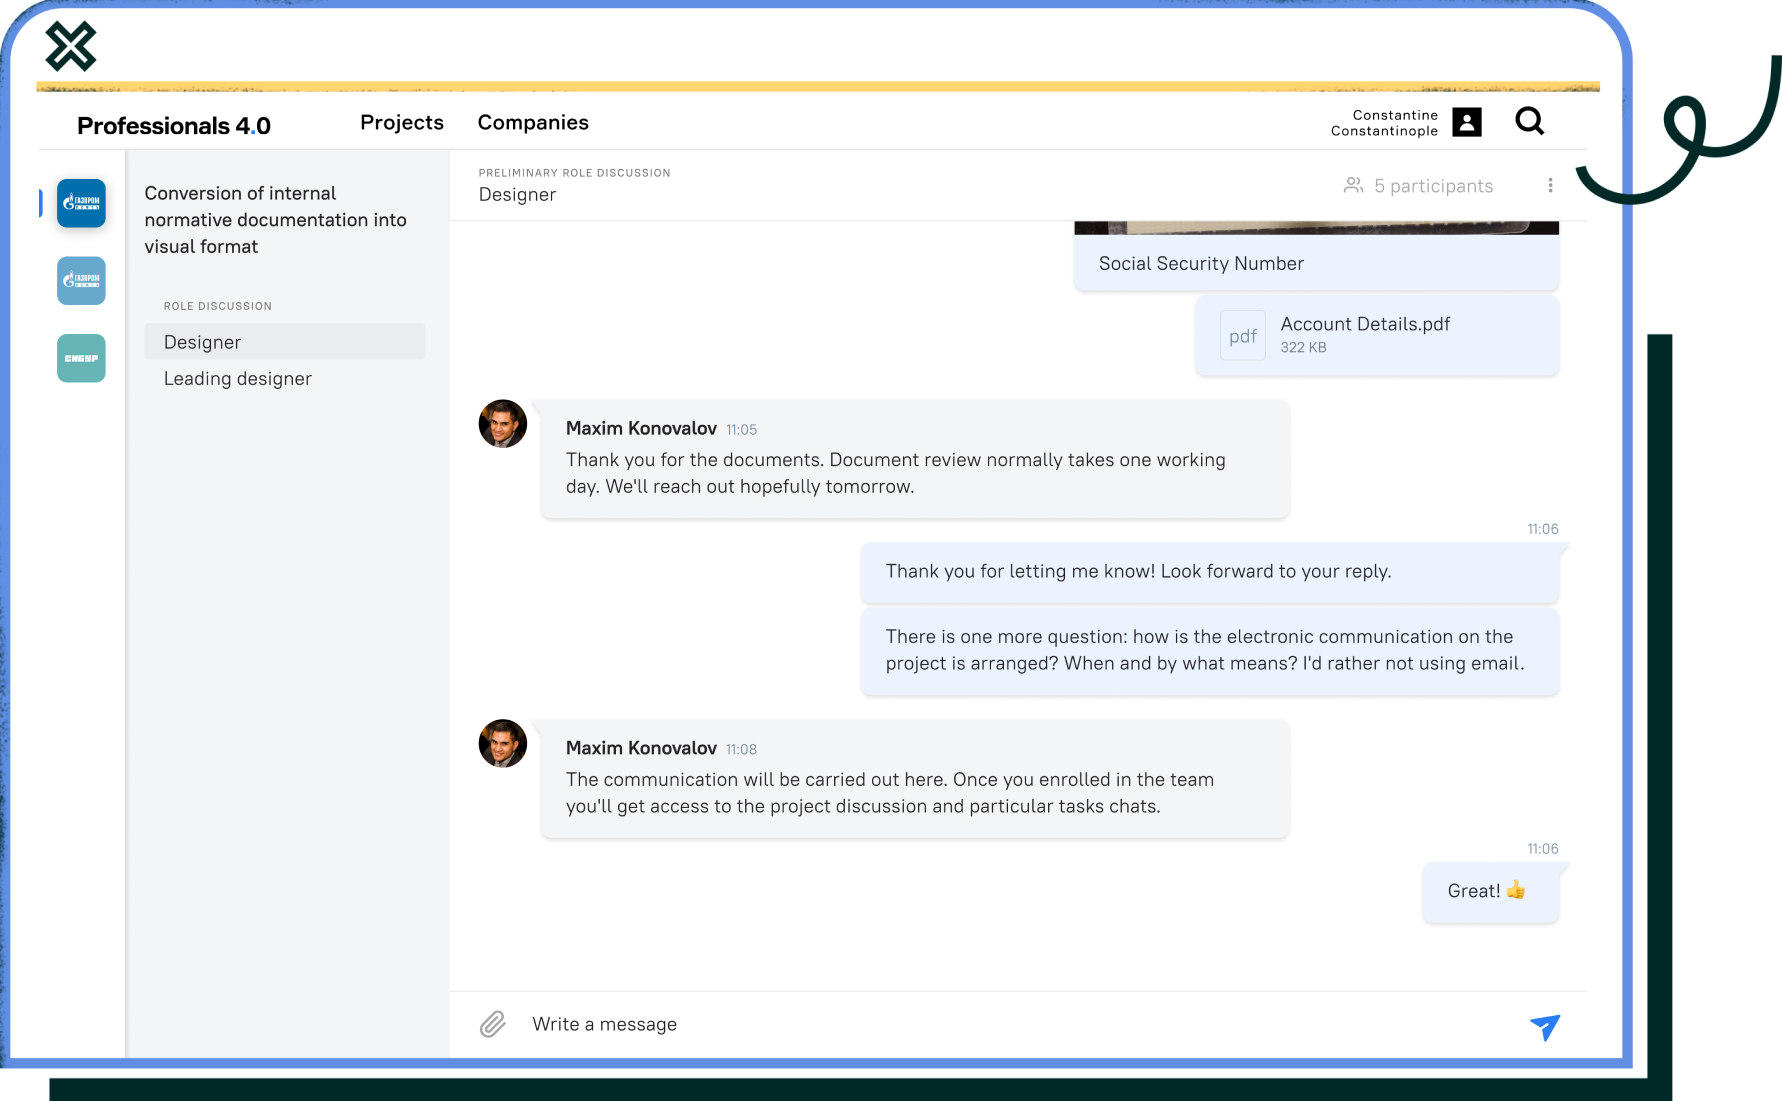 Professionals 4.0
Projects
Companies
Constantine
Constantinople
ГАЗПРОМ
НЕФТЬ
ГАЗПРОМ
НЕФТЬ
СИБУР
Conversion of internal
normative documentation into
visual format
ROLE DISCUSSION
Designer
Leading designer
PRELIMINARY ROLE DISCUSSION
Designer
5 participants
Social Security Number
pdf
Account Details.pdf
322 KB
Maxim Konovalov 11:05
Thank you for the documents. Document review normally takes one working
day. We'll reach out hopefully tomorrow.
11:06
Thank you for letting me know! Look forward to your reply.
There is one more question: how is the electronic communication on the
project is arranged? When and by what means? I'd rather not using email.
Maxim Konovalov 11:08
The communication will be carried out here. Once you enrolled in the team
you'll get access to the project discussion and particular tasks chats.
11:06
Great! 👍
Write a message